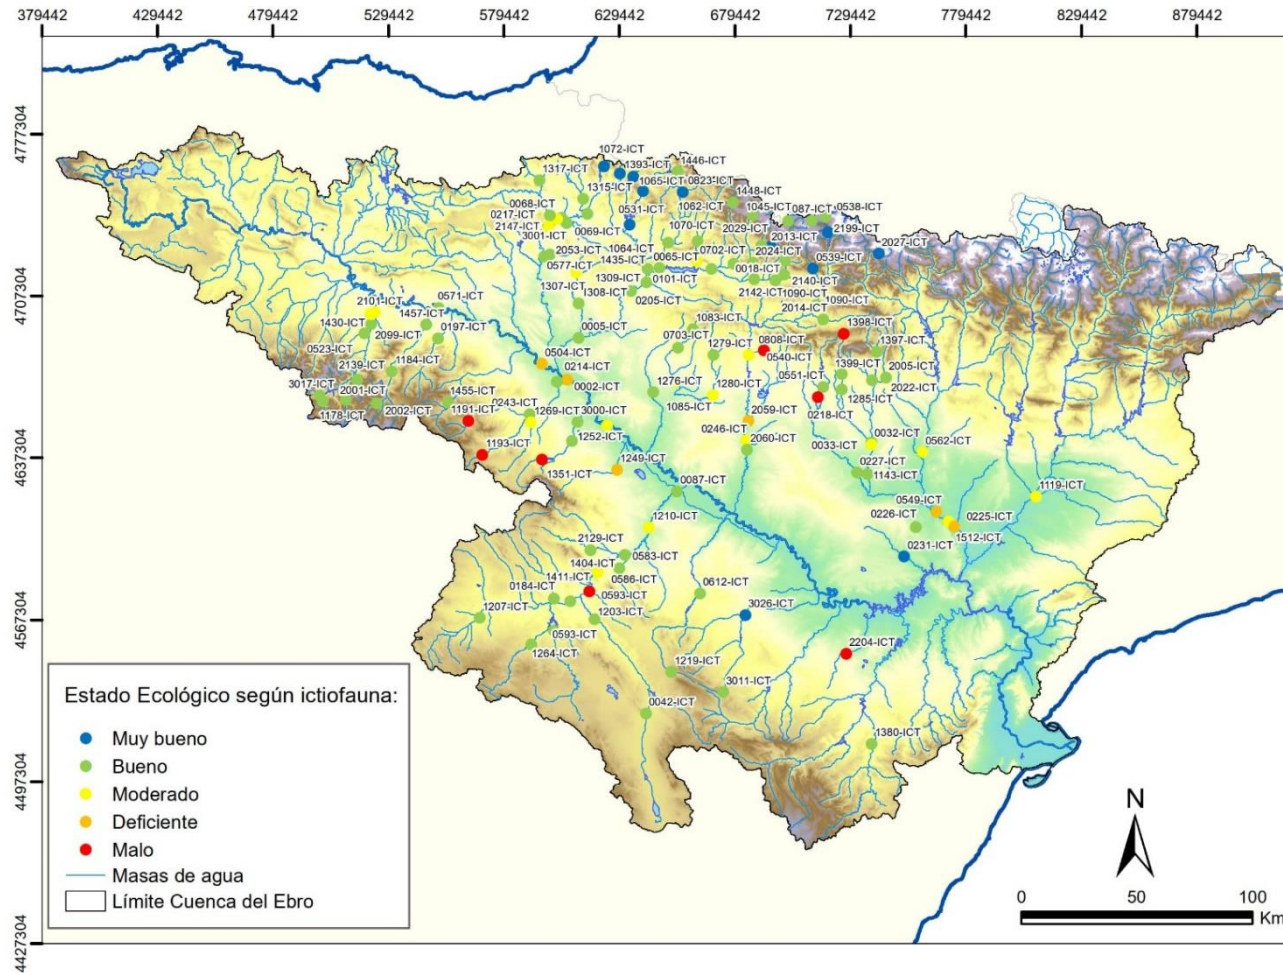 379442 429442 479442 529442 579442 629442 679442 729442 779442 829442 879442
4777304
4707304
4637304
4567304
4497304
4427304
1072-ICT
1393-ICT
1446-ICT
1317-ICT
1065-ICT
0823-ICT
1315-ICT
1448-ICT
0068-ICT
0531-ICT
1062-ICT
1045-ICT
087-ICT
0538-ICT
0217-ICT
2147-ICT
0069-ICT
1070-ICT
2029-ICT
2013-ICT
2199-ICT
3001-ICT
2053-ICT
1064-ICT
0702-ICT
2024-ICT
2027-ICT
0577-ICT
1435-ICT
0065-ICT
0539-ICT
1309-ICT
0101-ICT
0018-ICT
1307-ICT
1308-ICT
0205-ICT
2142-ICT
2140-ICT
1090-ICT
1090-ICT
2101-ICT
0571-ICT
2014-ICT
1430-ICT
1457-ICT
1083-ICT
1398-ICT
2099-ICT
0197-ICT
0005-ICT
0703-ICT
1279-ICT
0808-ICT
1397-ICT
0523-ICT
0504-ICT
0540-ICT
2139-ICT
1184-ICT
0214-ICT
1399-ICT
2005-ICT
0002-ICT
1276-ICT
1280-ICT
0551-ICT
2022-ICT
3017-ICT
2001-ICT
1455-ICT
0243-ICT
1085-ICT
1285-ICT
1178-ICT
2002-ICT
1191-ICT
1269-ICT
3000-ICT
2059-ICT
0218-ICT
0246-ICT
0032-ICT
1193-ICT
1252-ICT
2060-ICT
0033-ICT
0562-ICT
1351-ICT
1249-ICT
0227-ICT
1143-ICT
0087-ICT
0549-ICT
1119-ICT
1210-ICT
0226-ICT
0225-ICT
1512-ICT
2129-ICT
0231-ICT
1404-ICT
0583-ICT
1411-ICT
0586-ICT
0184-ICT
0593-ICT
0612-ICT
1207-ICT
1203-ICT
3026-ICT
0593-ICT
1264-ICT
2204-ICT
1219-ICT
3011-ICT
0042-ICT
1380-ICT
Estado Ecológico según ictiofauna:
Muy bueno
Bueno
Moderado
Deficiente
Malo
Masas de agua
Límite Cuenca del Ebro
N
0 50 100
Km